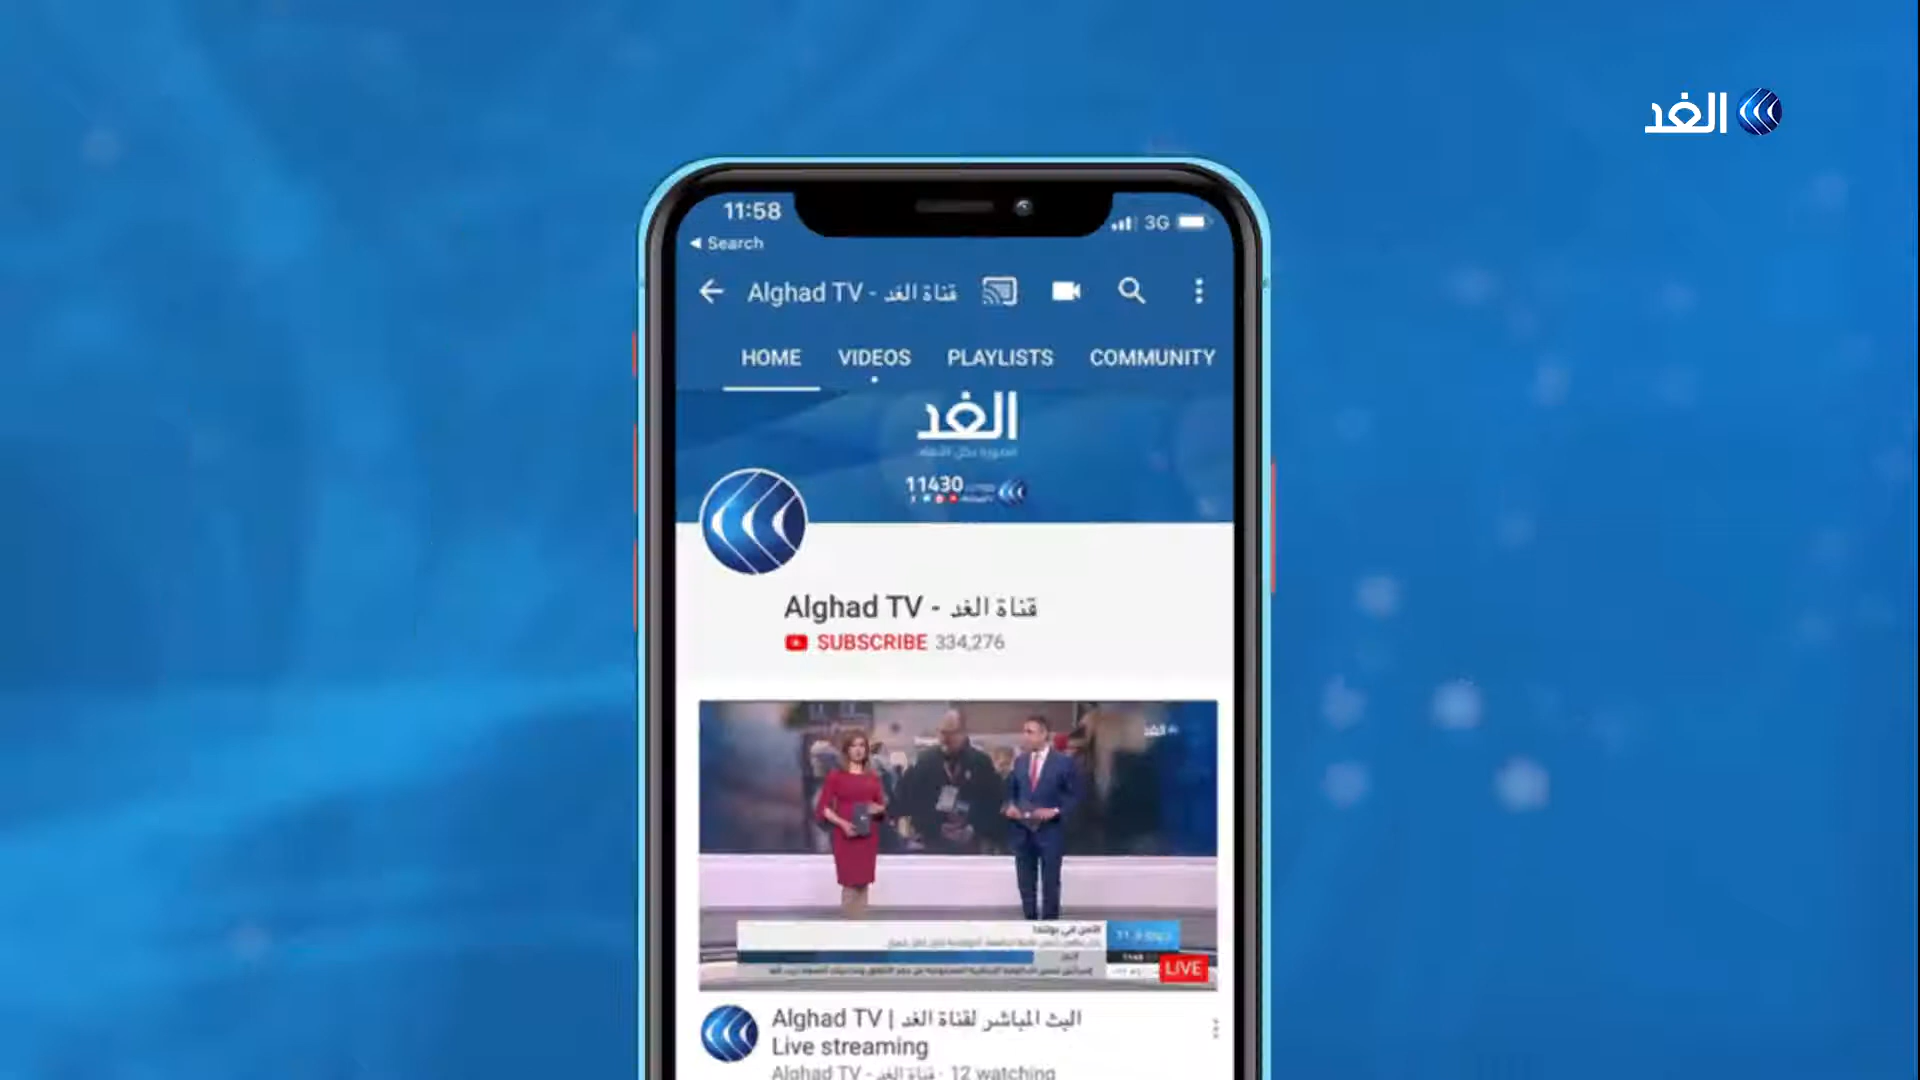 الغد
11:58
3G
Search
Alghad TV - قناة الغد
HOME VIDEOS PLAYLISTS COMMUNITY
الغد
11430
Alghad TV - قناة الغد
SUBSCRIBE 334,276
الغد
LIVE
Alghad TV | البث المباشر لقناة الغد
Live streaming
Alghad TV - قناة الغد · 12 watching